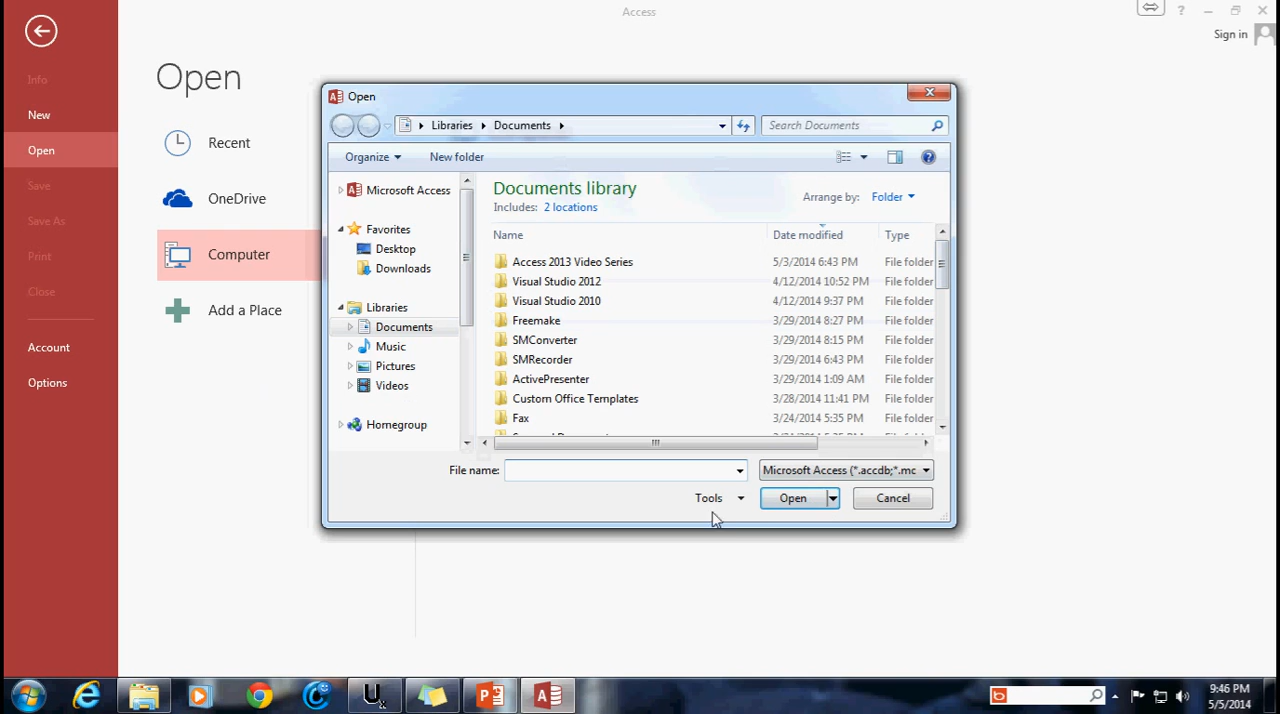 Access
?
Sign in
Info
New
Open
Save
Save As
Print
Close
Account
Options
Open
Recent
OneDrive
Computer
Add a Place
Open
Libraries
Documents
Search Documents
Organize
New folder
Microsoft Access
Favorites
Desktop
Downloads
Libraries
Documents
Music
Pictures
Videos
Homegroup
Documents library
Includes: 2 locations
Arrange by: Folder
Name Date modified Type
Access 2013 Video Series 5/3/2014 6:43 PM File folder
Visual Studio 2012 4/12/2014 10:52 PM File folder
Visual Studio 2010 4/12/2014 9:37 PM File folder
Freemake 3/29/2014 8:27 PM File folder
SMConverter 3/29/2014 8:15 PM File folder
SMRecorder 3/29/2014 6:43 PM File folder
ActivePresenter 3/29/2014 1:09 AM File folder
Custom Office Templates 3/28/2014 11:41 PM File folder
Fax 3/24/2014 5:35 PM File folder
File name:
Microsoft Access (*.accdb;*.mc
Tools
Open
Cancel
9:46 PM
5/5/2014